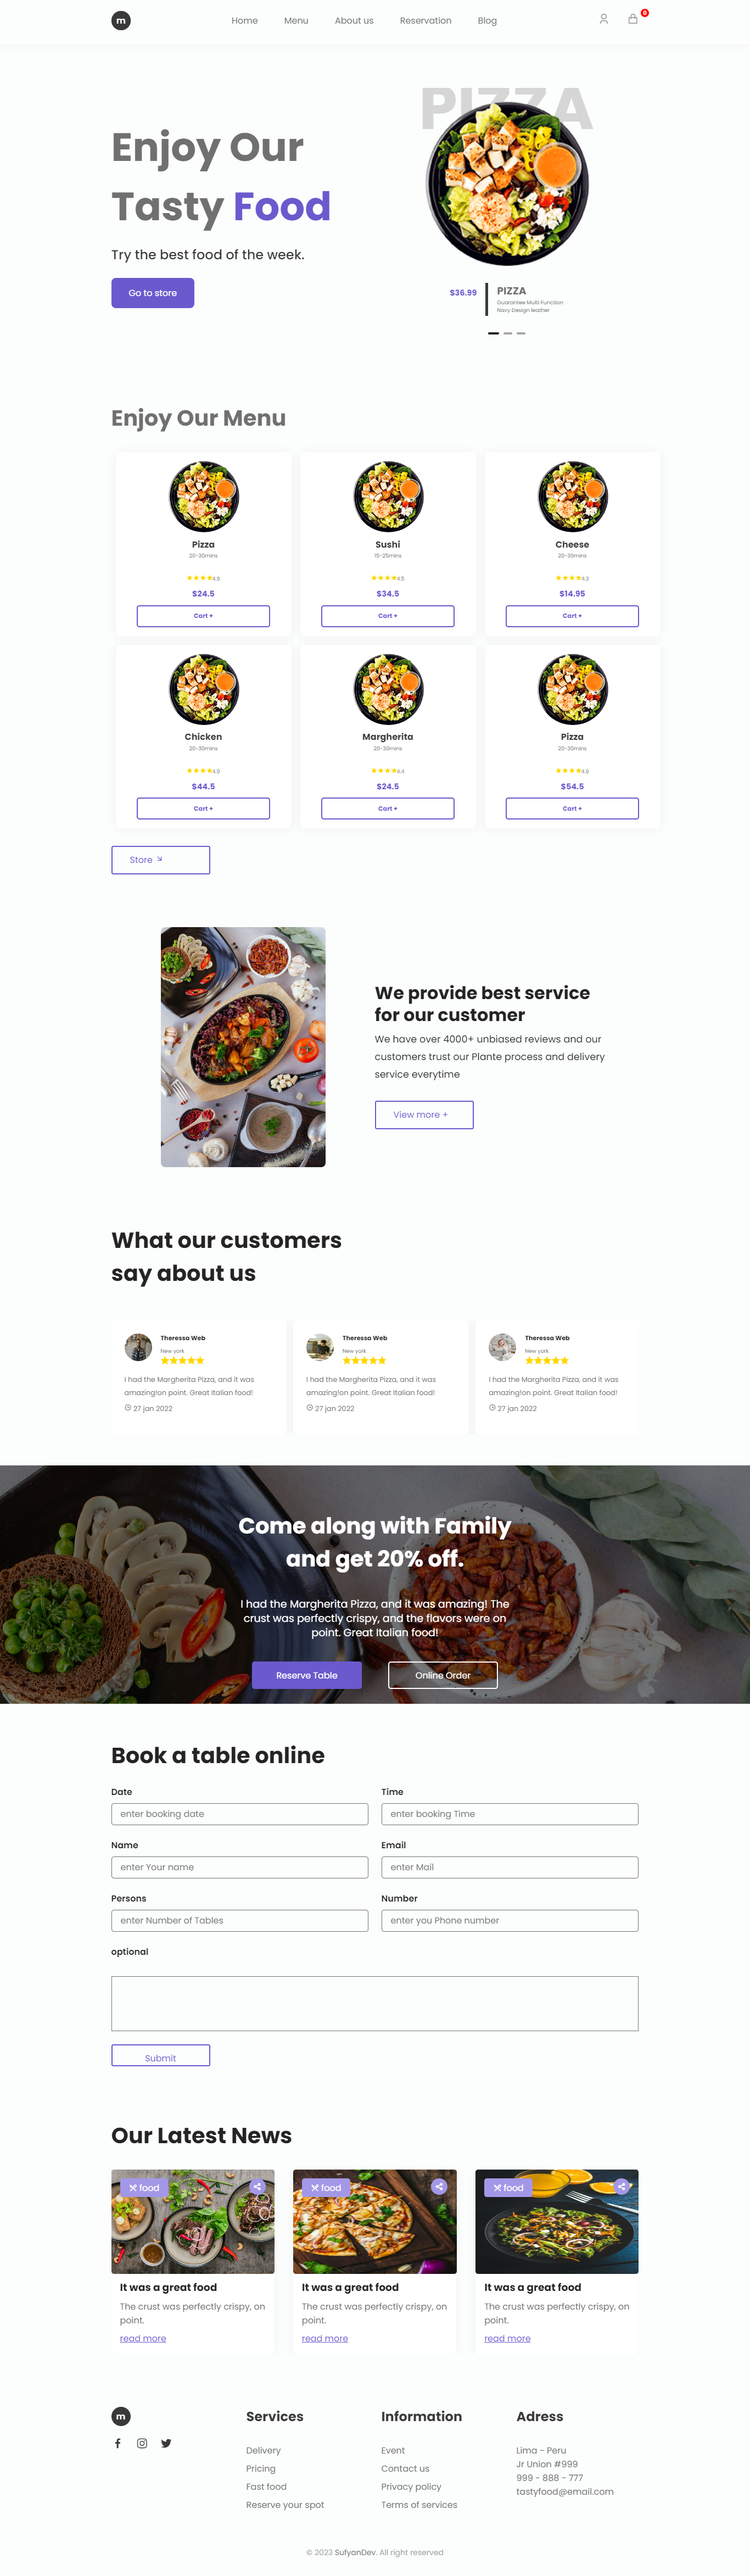 m
Home
Menu
About us
Reservation
Blog
0
PIZZA
Enjoy Our
Tasty Food
Try the best food of the week.
Go to store
$36.99
PIZZA
Guarantee Multi Function
Navy Design leather
Enjoy Our Menu
Pizza
20-30mins
4.9
$24.5
Cart +
Sushi
15-25mins
4.5
$34.5
Cart +
Cheese
20-30mins
4.3
$14.95
Cart +
Chicken
20-30mins
4.9
$44.5
Cart +
Margherita
20-30mins
4.4
$24.5
Cart +
Pizza
20-30mins
4.9
$54.5
Cart +
Store
We provide best service
for our customer
We have over 4000+ unbiased reviews and our
customers trust our Plante process and delivery
service everytime
View more +
What our customers
say about us
Theressa Web
New york
I had the Margherita Pizza, and it was
amazing!on point. Great Italian food!
27 jan 2022
Theressa Web
New york
I had the Margherita Pizza, and it was
amazing!on point. Great Italian food!
27 jan 2022
Theressa Web
New york
I had the Margherita Pizza, and it was
amazing!on point. Great Italian food!
27 jan 2022
Come along with Family
and get 20% off.
I had the Margherita Pizza, and it was amazing! The
crust was perfectly crispy, and the flavors were on
point. Great Italian food!
Reserve Table
Online Order
Book a table online
Date
enter booking date
Time
enter booking Time
Name
enter Your name
Email
enter Mail
Persons
enter Number of Tables
Number
enter you Phone number
optional
Submit
Our Latest News
food
It was a great food
The crust was perfectly crispy, on
point.
read more
food
It was a great food
The crust was perfectly crispy, on
point.
read more
food
It was a great food
The crust was perfectly crispy, on
point.
read more
m
Services
Delivery
Pricing
Fast food
Reserve your spot
Information
Event
Contact us
Privacy policy
Terms of services
Adress
Lima - Peru
Jr Union #999
999 - 888 - 777
tastyfood@email.com
© 2023 SufyanDev. All right reserved